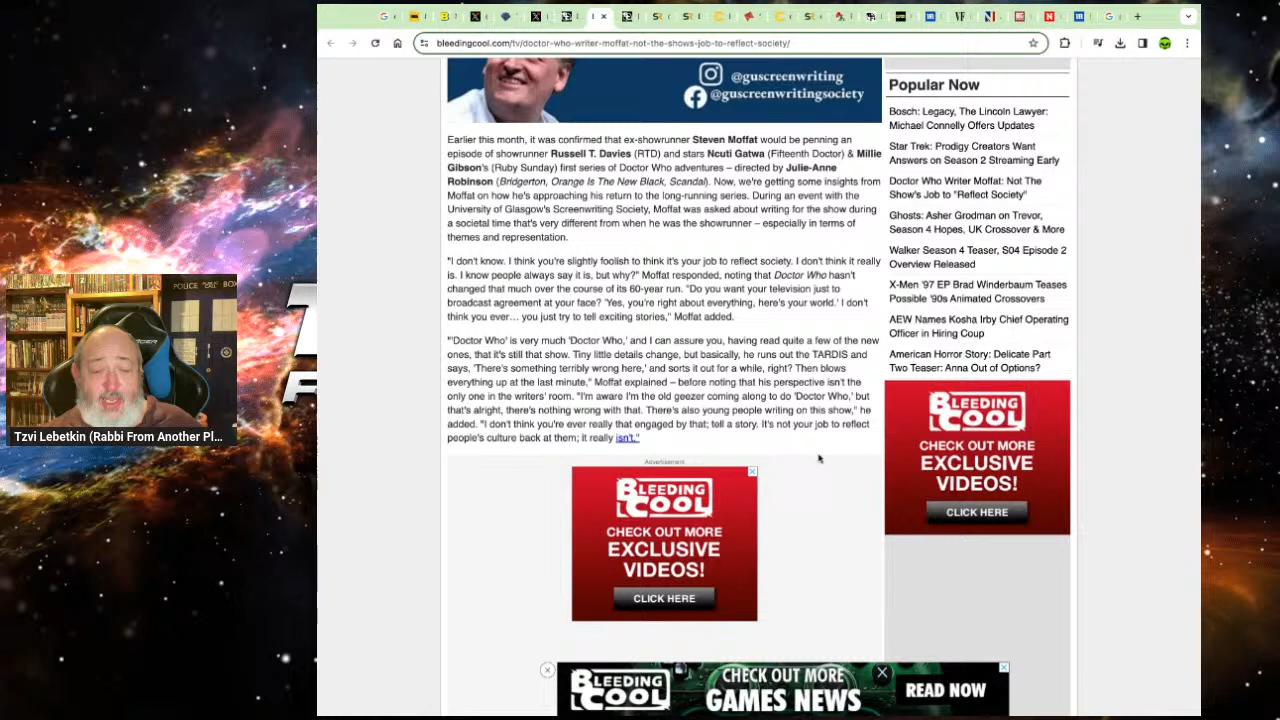 bleedingcool.com/tv/doctor-who-writer-moffat-not-the-shows-job-to-reflect-society/
@guscreenwriting
@guscreenwritingsociety
Earlier this month, it was confirmed that ex-showrunner Steven Moffat would be penning an
episode of showrunner Russell T. Davies (RTD) and stars Ncuti Gatwa (Fifteenth Doctor) & Millie
Gibson's (Ruby Sunday) first series of Doctor Who adventures – directed by Julie-Anne
Robinson (Bridgerton, Orange Is The New Black, Scandal). Now, we're getting some insights from
Moffat on how he's approaching his return to the long-running series. During an event with the
University of Glasgow's Screenwriting Society, Moffat was asked about writing for the show during
a societal time that's very different from when he was the showrunner – especially in terms of
themes and representation.
"I don't know. I think you're slightly foolish to think it's your job to reflect society. I don't think it really
is. I know people always say it is, but why?" Moffat responded, noting that Doctor Who hasn't
changed that much over the course of its 60-year run. "Do you want your television just to
broadcast agreement at your face? 'Yes, you're right about everything, here's your world.' I don't
think you ever… you just try to tell exciting stories," Moffat added.
"'Doctor Who' is very much 'Doctor Who,' and I can assure you, having read quite a few of the new
ones, that it's still that show. Tiny little details change, but basically, he runs out the TARDIS and
says, 'There's something terribly wrong here,' and sorts it out for a while, right? Then blows
everything up at the last minute," Moffat explained – before noting that his perspective isn't the
only one in the writers' room. "I'm aware I'm the old geezer coming along to do 'Doctor Who,' but
that's alright, there's nothing wrong with that. There's also young people writing on this show," he
added. "I don't think you're ever really that engaged by that; tell a story. It's not your job to reflect
people's culture back at them; it really isn't."
Advertisement
BLEEDING
COOL
CHECK OUT MORE
EXCLUSIVE
VIDEOS!
CLICK HERE
Popular Now
Bosch: Legacy, The Lincoln Lawyer:
Michael Connelly Offers Updates
Star Trek: Prodigy Creators Want
Answers on Season 2 Streaming Early
Doctor Who Writer Moffat: Not The
Show's Job to "Reflect Society"
Ghosts: Asher Grodman on Trevor,
Season 4 Hopes, UK Crossover & More
Walker Season 4 Teaser, S04 Episode 2
Overview Released
X-Men '97 EP Brad Winderbaum Teases
Possible '90s Animated Crossovers
AEW Names Kosha Irby Chief Operating
Officer in Hiring Coup
American Horror Story: Delicate Part
Two Teaser: Anna Out of Options?
BLEEDING
COOL
CHECK OUT MORE
EXCLUSIVE
VIDEOS!
CLICK HERE
BLEEDING
COOL
CHECK OUT MORE
GAMES NEWS
READ NOW
POLICE BOX
Tzvi Lebetkin (Rabbi From Another Pl...